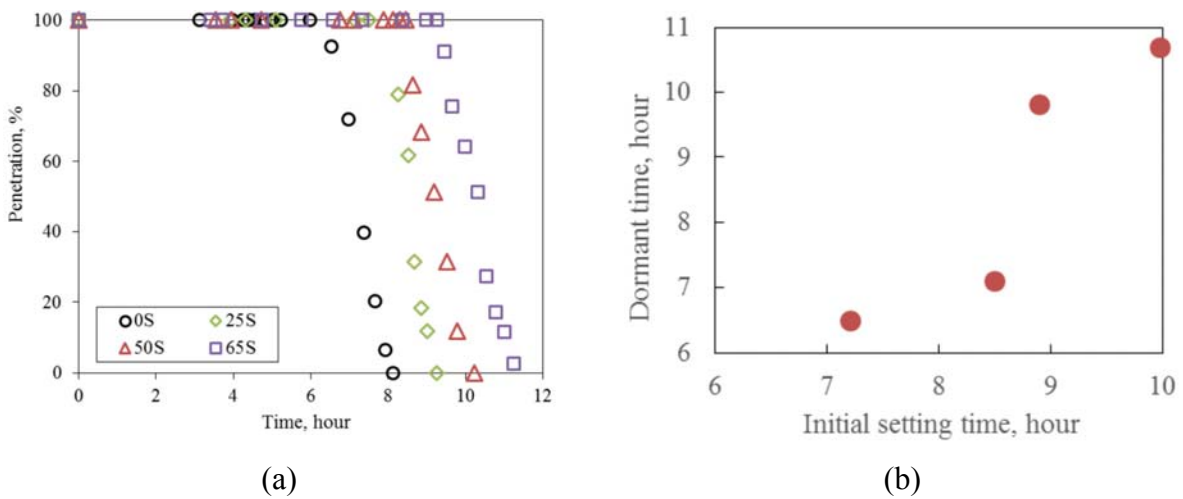 100
80
60
40
20
0
Penetration, %
0S 25S
50S 65S
0 2 4 6 8 10 12
Time, hour
(a)
11
10
9
8
7
6
Dormant time, hour
6 7 8 9 10
Initial setting time, hour
(b)